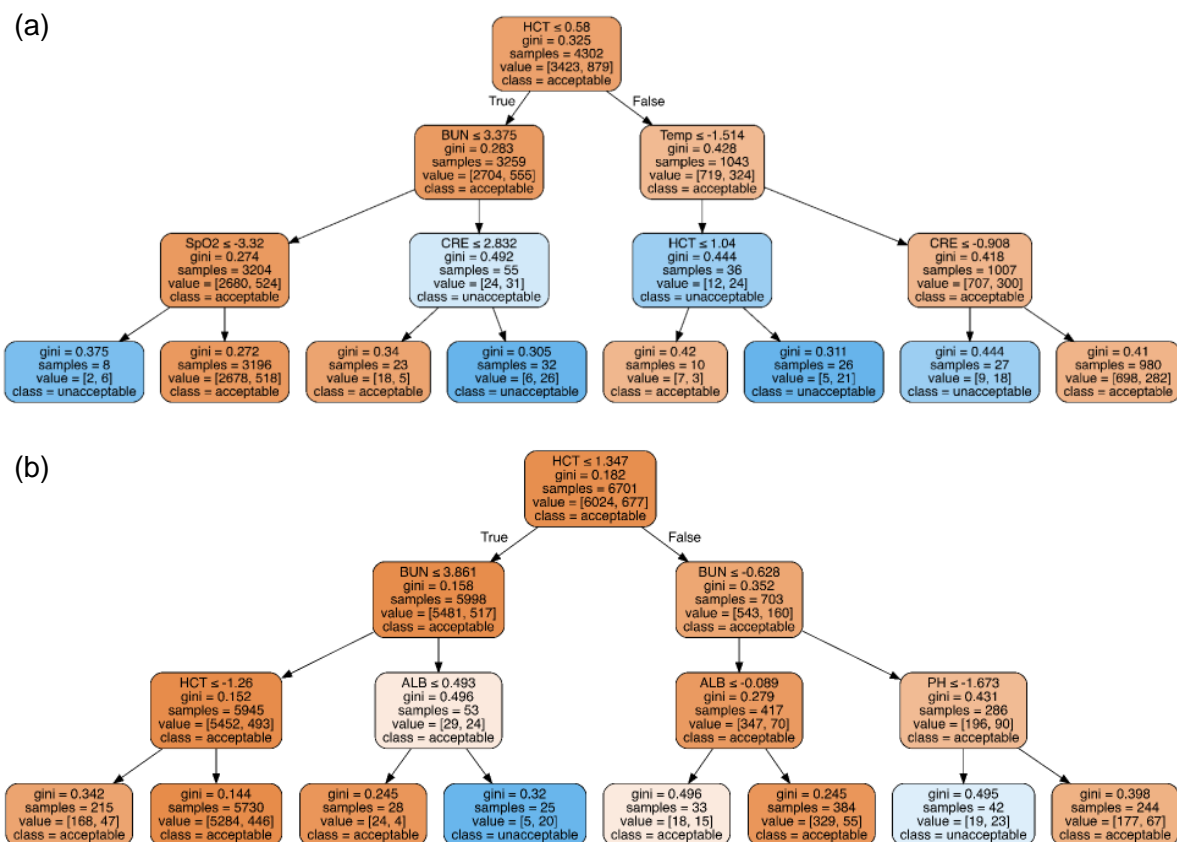 (a)
HCT ≤ 0.58
gini = 0.325
samples = 4302
value = [3423, 879]
class = acceptable
True
False
BUN ≤ 3.375
gini = 0.283
samples = 3259
value = [2704, 555]
class = acceptable
Temp ≤ -1.514
gini = 0.428
samples = 1043
value = [719, 324]
class = acceptable
SpO2 ≤ -3.32
gini = 0.274
samples = 3204
value = [2680, 524]
class = acceptable
CRE ≤ 2.832
gini = 0.492
samples = 55
value = [24, 31]
class = unacceptable
HCT ≤ 1.04
gini = 0.444
samples = 36
value = [12, 24]
class = unacceptable
CRE ≤ -0.908
gini = 0.418
samples = 1007
value = [707, 300]
class = acceptable
gini = 0.375
samples = 8
value = [2, 6]
class = unacceptable
gini = 0.272
samples = 3196
value = [2678, 518]
class = acceptable
gini = 0.34
samples = 23
value = [18, 5]
class = acceptable
gini = 0.305
samples = 32
value = [6, 26]
class = unacceptable
gini = 0.42
samples = 10
value = [7, 3]
class = acceptable
gini = 0.311
samples = 26
value = [5, 21]
class = unacceptable
gini = 0.444
samples = 27
value = [9, 18]
class = unacceptable
gini = 0.41
samples = 980
value = [698, 282]
class = acceptable
(b)
HCT ≤ 1.347
gini = 0.182
samples = 6701
value = [6024, 677]
class = acceptable
True
False
BUN ≤ 3.861
gini = 0.158
samples = 5998
value = [5481, 517]
class = acceptable
BUN ≤ -0.628
gini = 0.352
samples = 703
value = [543, 160]
class = acceptable
HCT ≤ -1.26
gini = 0.152
samples = 5945
value = [5452, 493]
class = acceptable
ALB ≤ 0.493
gini = 0.496
samples = 53
value = [29, 24]
class = acceptable
ALB ≤ -0.089
gini = 0.279
samples = 417
value = [347, 70]
class = acceptable
PH ≤ -1.673
gini = 0.431
samples = 286
value = [196, 90]
class = acceptable
gini = 0.342
samples = 215
value = [168, 47]
class = acceptable
gini = 0.144
samples = 5730
value = [5284, 446]
class = acceptable
gini = 0.245
samples = 28
value = [24, 4]
class = acceptable
gini = 0.32
samples = 25
value = [5, 20]
class = unacceptable
gini = 0.496
samples = 33
value = [18, 15]
class = acceptable
gini = 0.245
samples = 384
value = [329, 55]
class = acceptable
gini = 0.495
samples = 42
value = [19, 23]
class = unacceptable
gini = 0.398
samples = 244
value = [177, 67]
class = acceptable